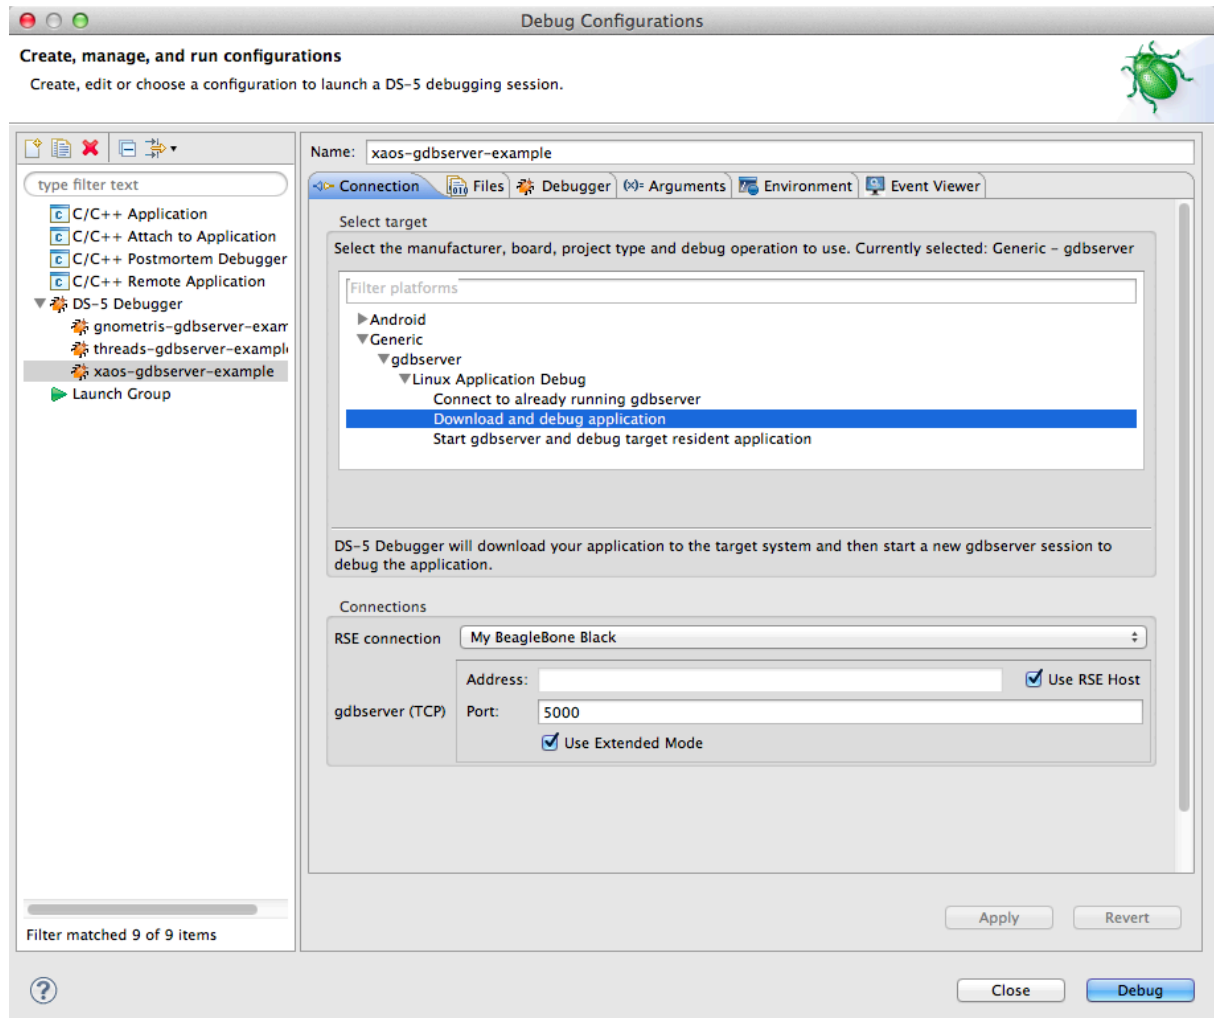 Debug Configurations
Create, manage, and run configurations
Create, edit or choose a configuration to launch a DS-5 debugging session.
Name: xaos-gdbserver-example
type filter text
C/C++ Application
C/C++ Attach to Application
C/C++ Postmortem Debugger
C/C++ Remote Application
DS-5 Debugger
gnometris-gdbserver-exam
threads-gdbserver-example
xaos-gdbserver-example
Launch Group
Filter matched 9 of 9 items
Connection Files Debugger (x)= Arguments Environment Event Viewer
Select target
Select the manufacturer, board, project type and debug operation to use. Currently selected: Generic - gdbserver
Filter platforms
Android
Generic
gdbserver
Linux Application Debug
Connect to already running gdbserver
Download and debug application
Start gdbserver and debug target resident application
DS-5 Debugger will download your application to the target system and then start a new gdbserver session to
debug the application.
Connections
RSE connection My BeagleBone Black
Address: Use RSE Host
gdbserver (TCP) Port: 5000
Use Extended Mode
Apply Revert
? Close Debug